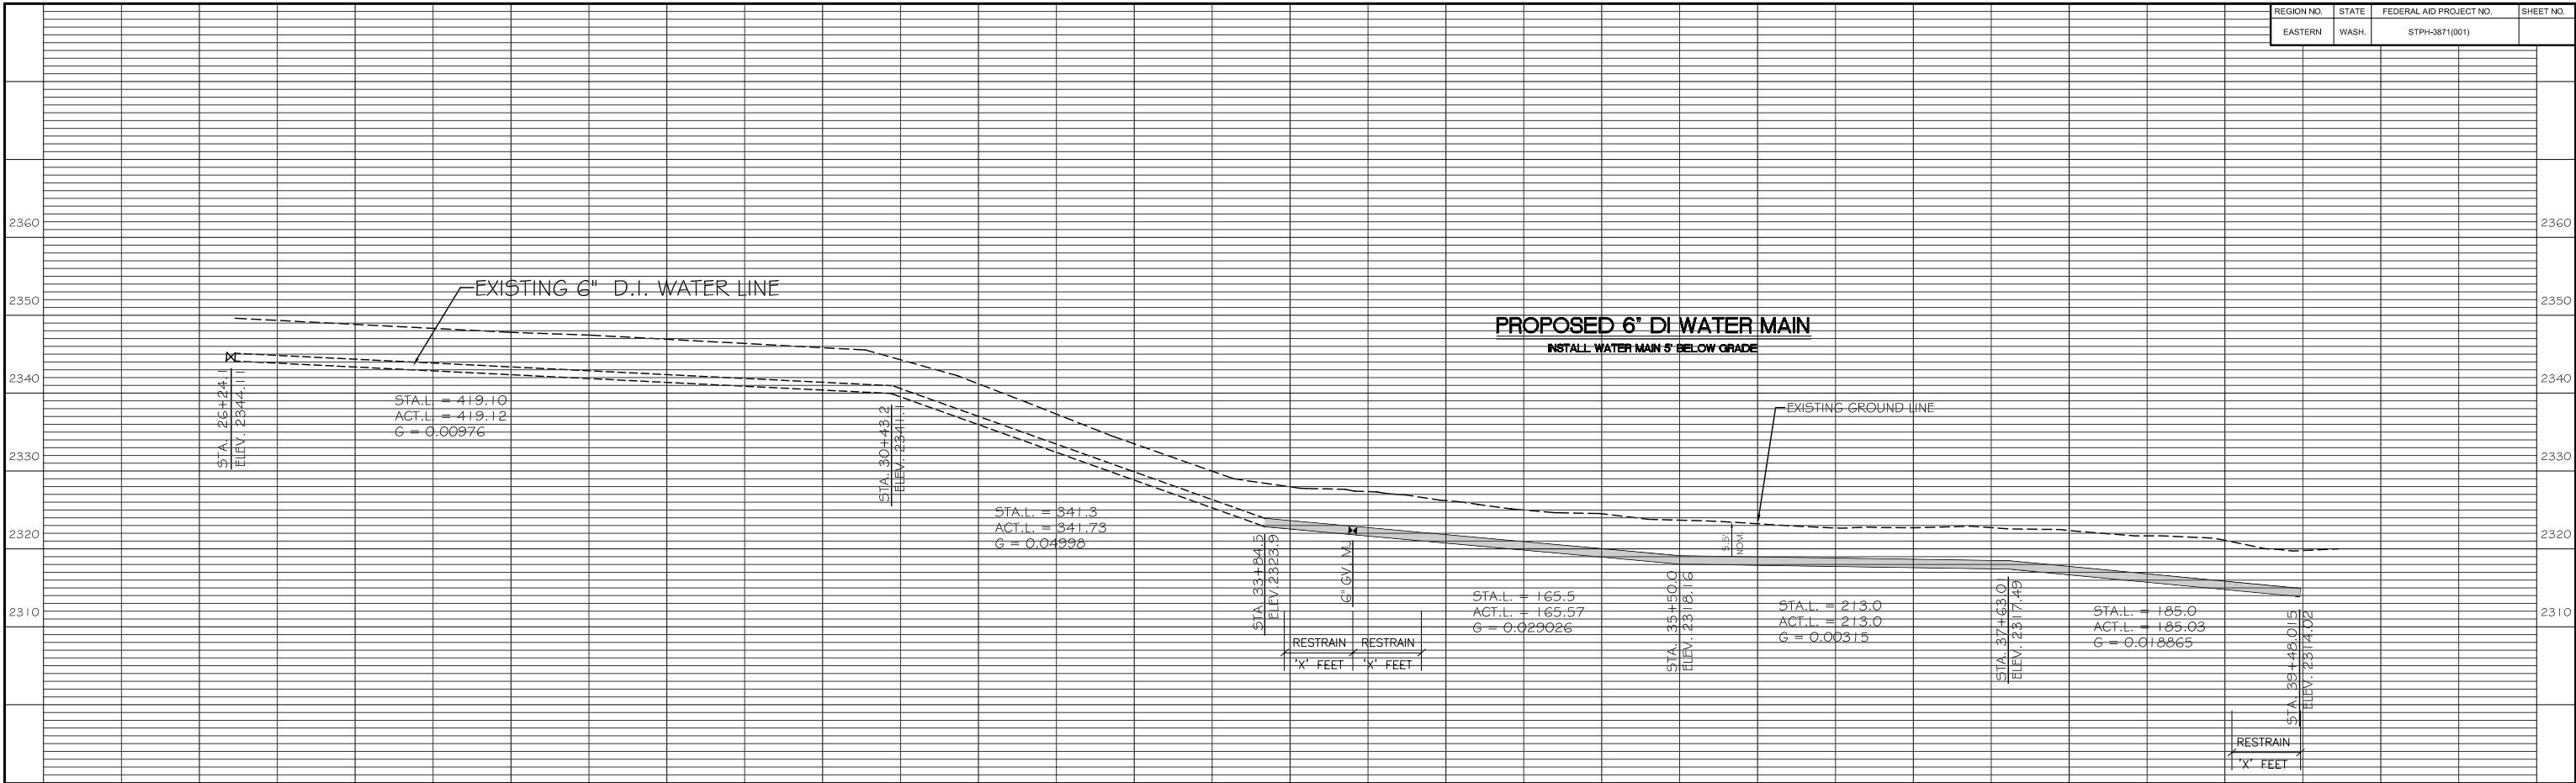 REGION NO. STATE FEDERAL AID PROJECT NO. SHEET NO.
EASTERN WASH. STPH-3871(001)
2360 2360
2350 2350
2340 2340
2330 2330
2320 2320
2310 2310
EXISTING 6" D.I. WATER LINE
PROPOSED 6" DI WATER MAIN
INSTALL WATER MAIN 5' BELOW GRADE
EXISTING GROUND LINE
STA. 26+24.1
ELEV. 2344.11
STA.L = 419.10
ACT.L = 419.12
G = 0.00976
STA. 30+43.2
ELEV. 2341.1
STA.L. = 341.3
ACT.L. = 341.73
G = 0.04998
STA. 33+84.5
ELEV.2323.9
6" GV. MJ
RESTRAIN RESTRAIN
'X' FEET 'X' FEET
STA.L. = 165.5
ACT.L. = 165.57
G = 0.029026
STA. 35+50.0
ELEV. 2318.16
5.5'
NOM.
STA.L. = 213.0
ACT.L. = 213.0
G = 0.00315
STA. 37+63.01
ELEV. 2317.49
STA.L. = 185.0
ACT.L. = 185.03
G = 0.018865
STA. 39+48.015
ELEV. 2314.02
RESTRAIN
'X' FEET